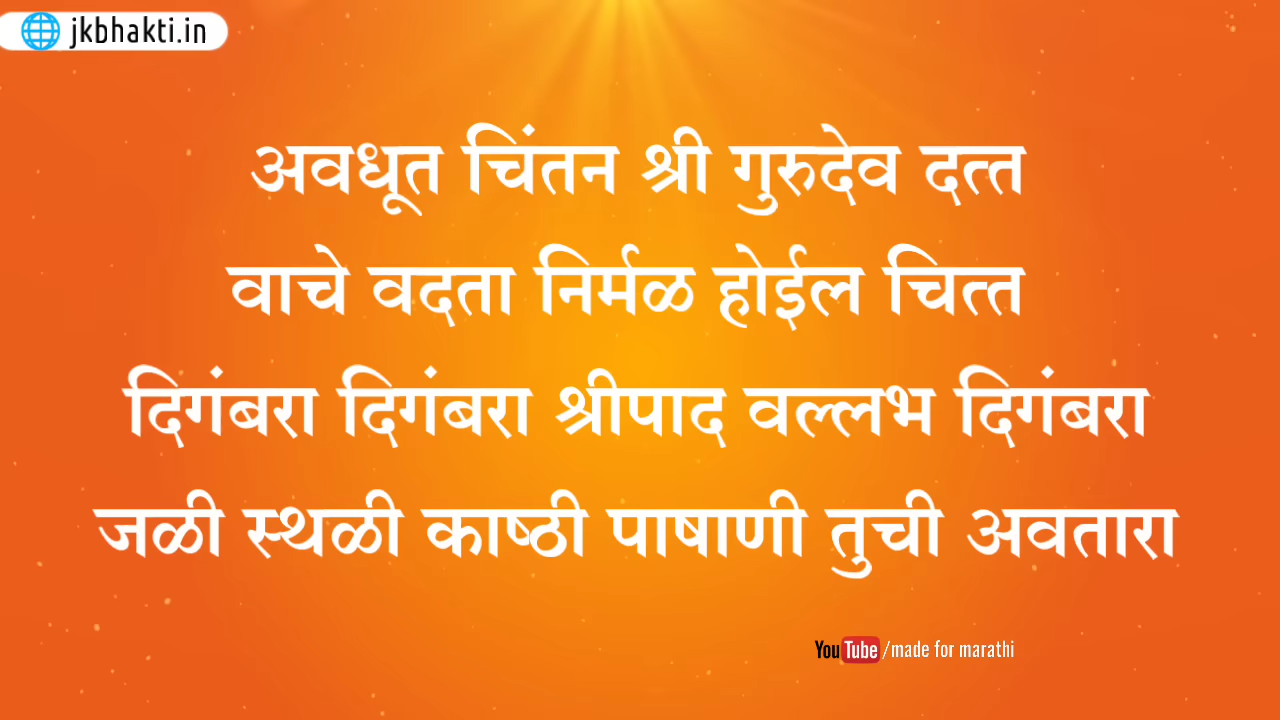 jkbhakti.in
अवधूत चिंतन श्री गुरुदेव दत्त
वाचे वदता निर्मळ होईल चित्त
दिगंबरा दिगंबरा श्रीपाद वल्लभ दिगंबरा
जळी स्थळी काष्ठी पाषाणी तुची अवतारा
YouTube /made for marathi